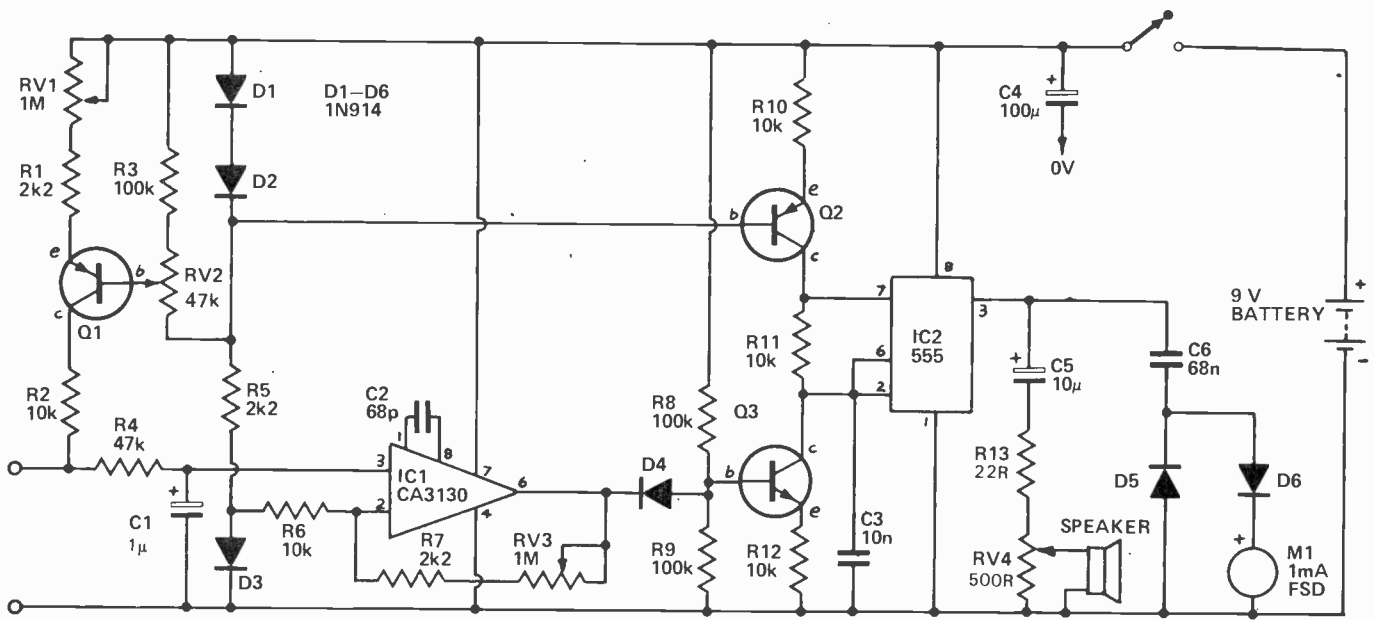 RV1
1M
D1
D1–D6
1N914
R10
10k
C4
100µ
+
0V
R1
2k2
R3
100k
D2
e
b
Q2
c
e
b
RV2
47k
c
Q1
8
7
3
IC2
555
6
2
1
9 V
BATTERY
+
-
R11
10k
C5
10µ
+
C6
68n
R2
10k
R5
2k2
C2
68p
1
8
R8
100k
Q3
R4
47k
3
IC1
CA3130
7
6
2
4
D4
b
c
e
R13
22R
D5
D6
+
C1
1µ
R6
10k
R7
2k2
RV3
1M
R9
100k
R12
10k
C3
10n
SPEAKER
RV4
500R
+
M1
1mA
FSD
D3